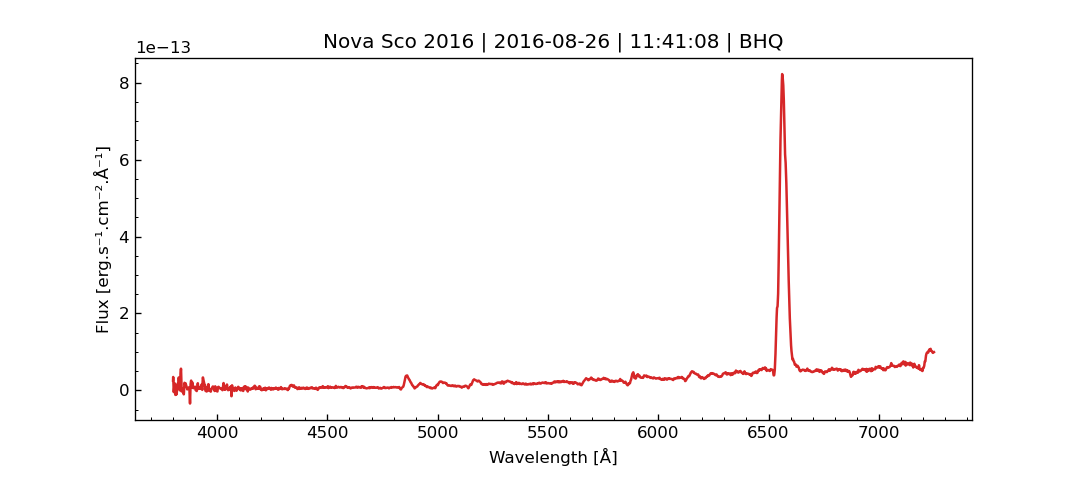 Nova Sco 2016 | 2016-08-26 | 11:41:08 | BHQ
1e−13
8
6
4
2
0
Flux [erg.s⁻¹.cm⁻².Å⁻¹]
4000 4500 5000 5500 6000 6500 7000
Wavelength [Å]